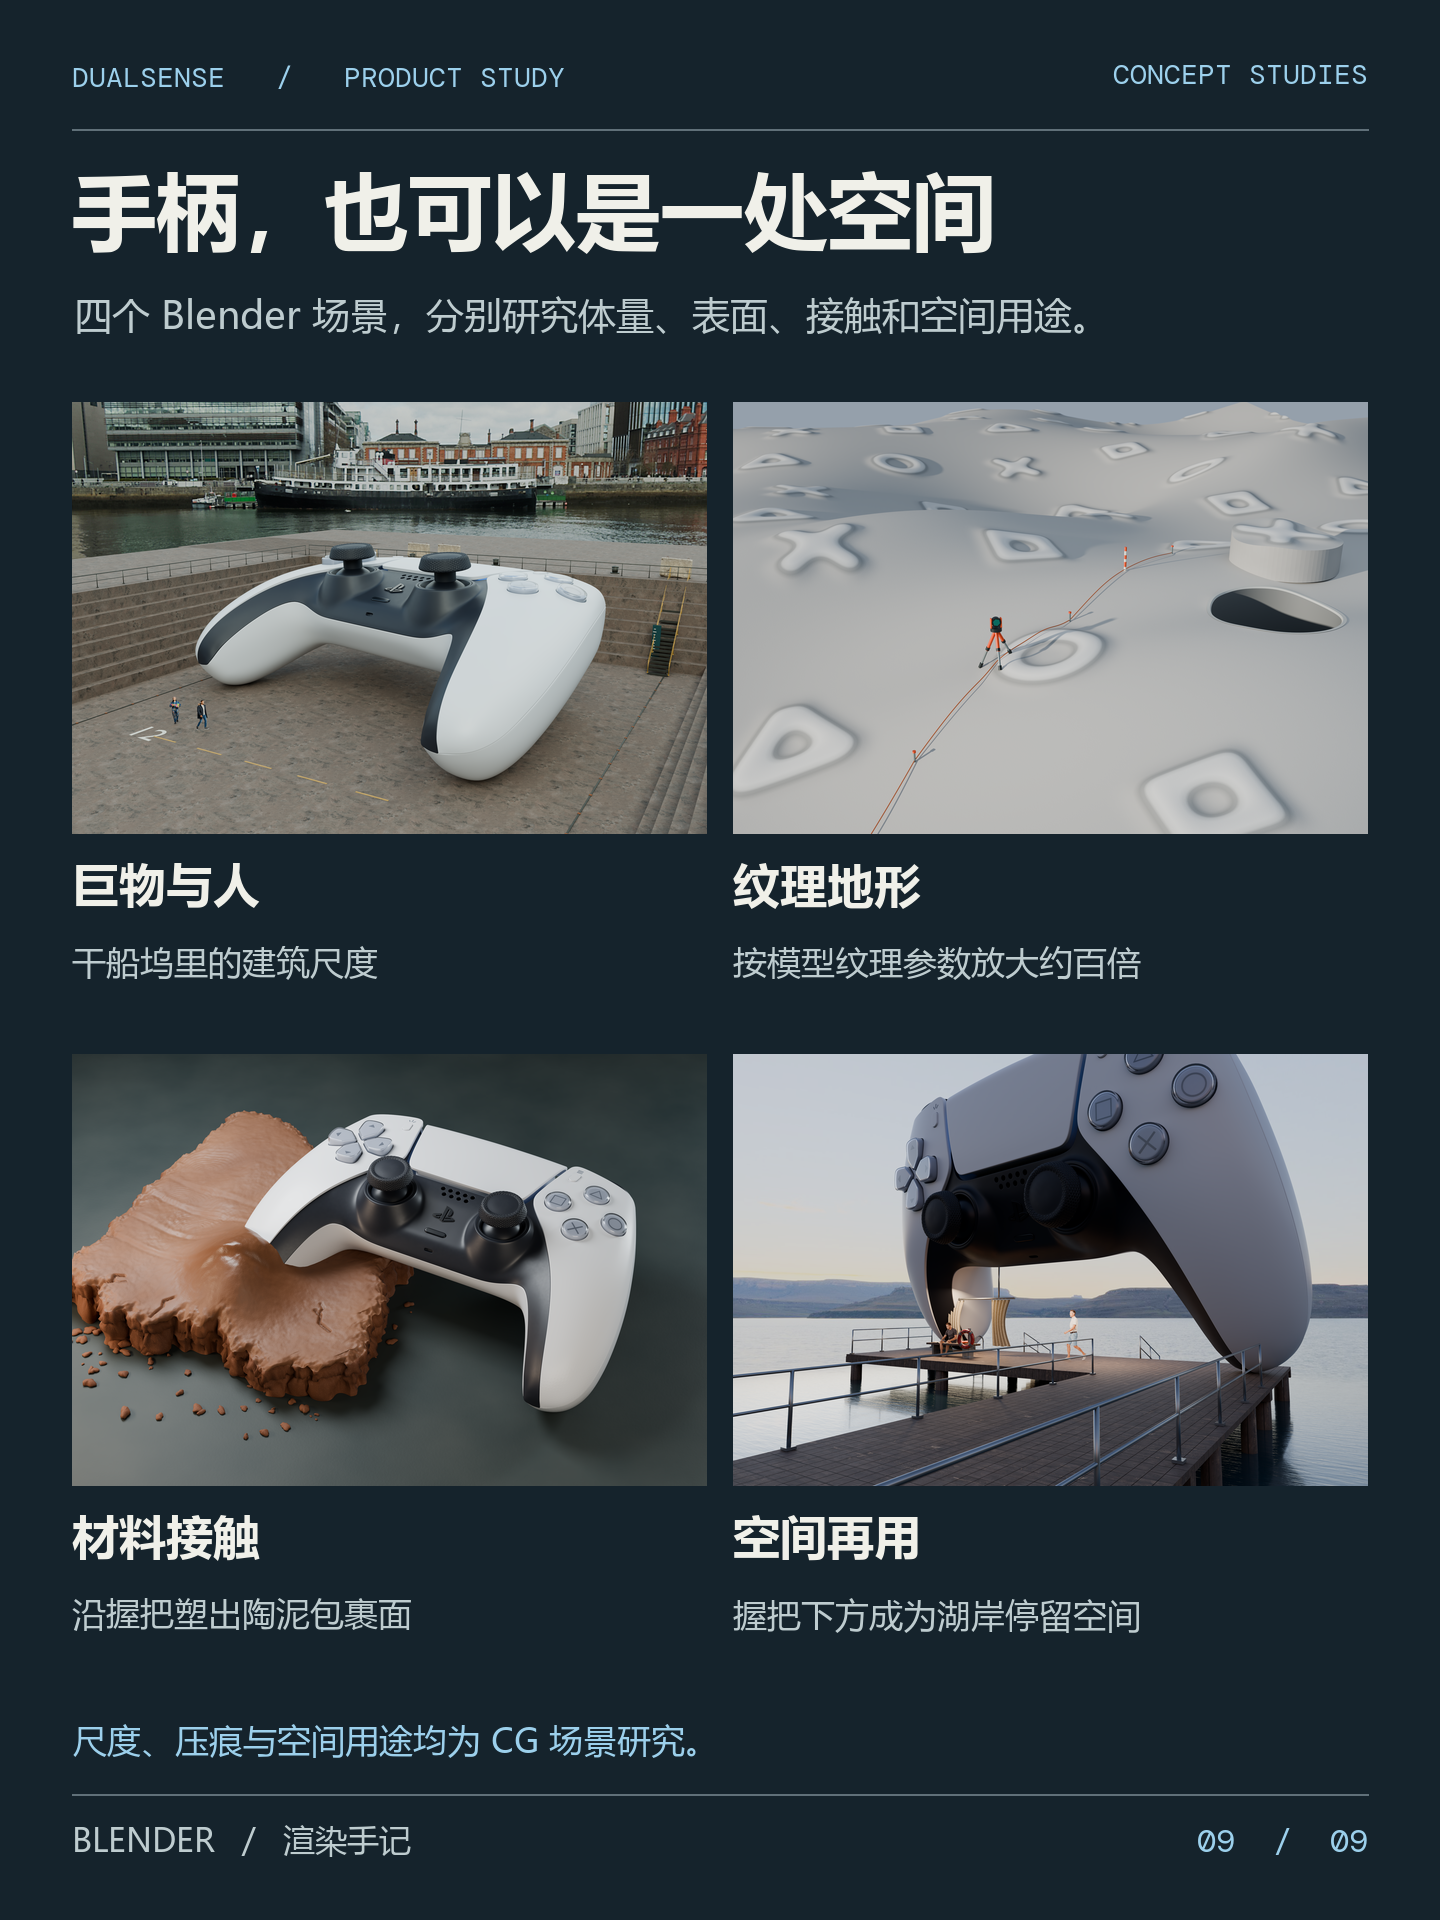 DUALSENSE / PRODUCT STUDY
CONCEPT STUDIES
手柄，也可以是一处空间
四个 Blender 场景，分别研究体量、表面、接触和空间用途。
12
巨物与人
干船坞里的建筑尺度
纹理地形
按模型纹理参数放大约百倍
材料接触
沿握把塑出陶泥包裹面
空间再用
握把下方成为湖岸停留空间
尺度、压痕与空间用途均为 CG 场景研究。
BLENDER / 渲染手记
09 / 09